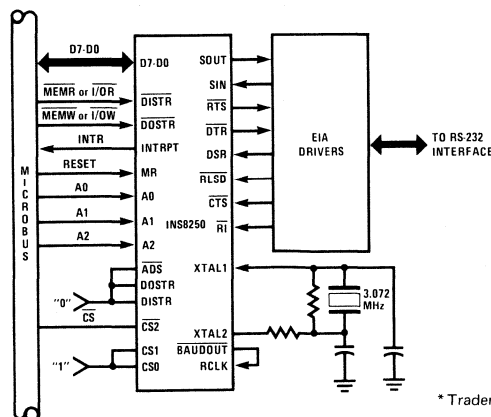 D7-D0
D7-D0
SOUT
SIN
MEMR or I/OR
DISTR
RTS
MEMW or I/OW
DOSTR
DTR
EIA
DRIVERS
TO RS-232
INTERFACE
INTR
INTRPT
DSR
RESET
MR
RLSD
MICROBUS
A0
A0
CTS
A1
A1
INS8250
RI
A2
A2
ADS
XTAL1
DOSTR
"0"
DISTR
3.072
MHz
CS
CS2
XTAL2
CS1
BAUDOUT
"1"
CS0
RCLK
* Trader